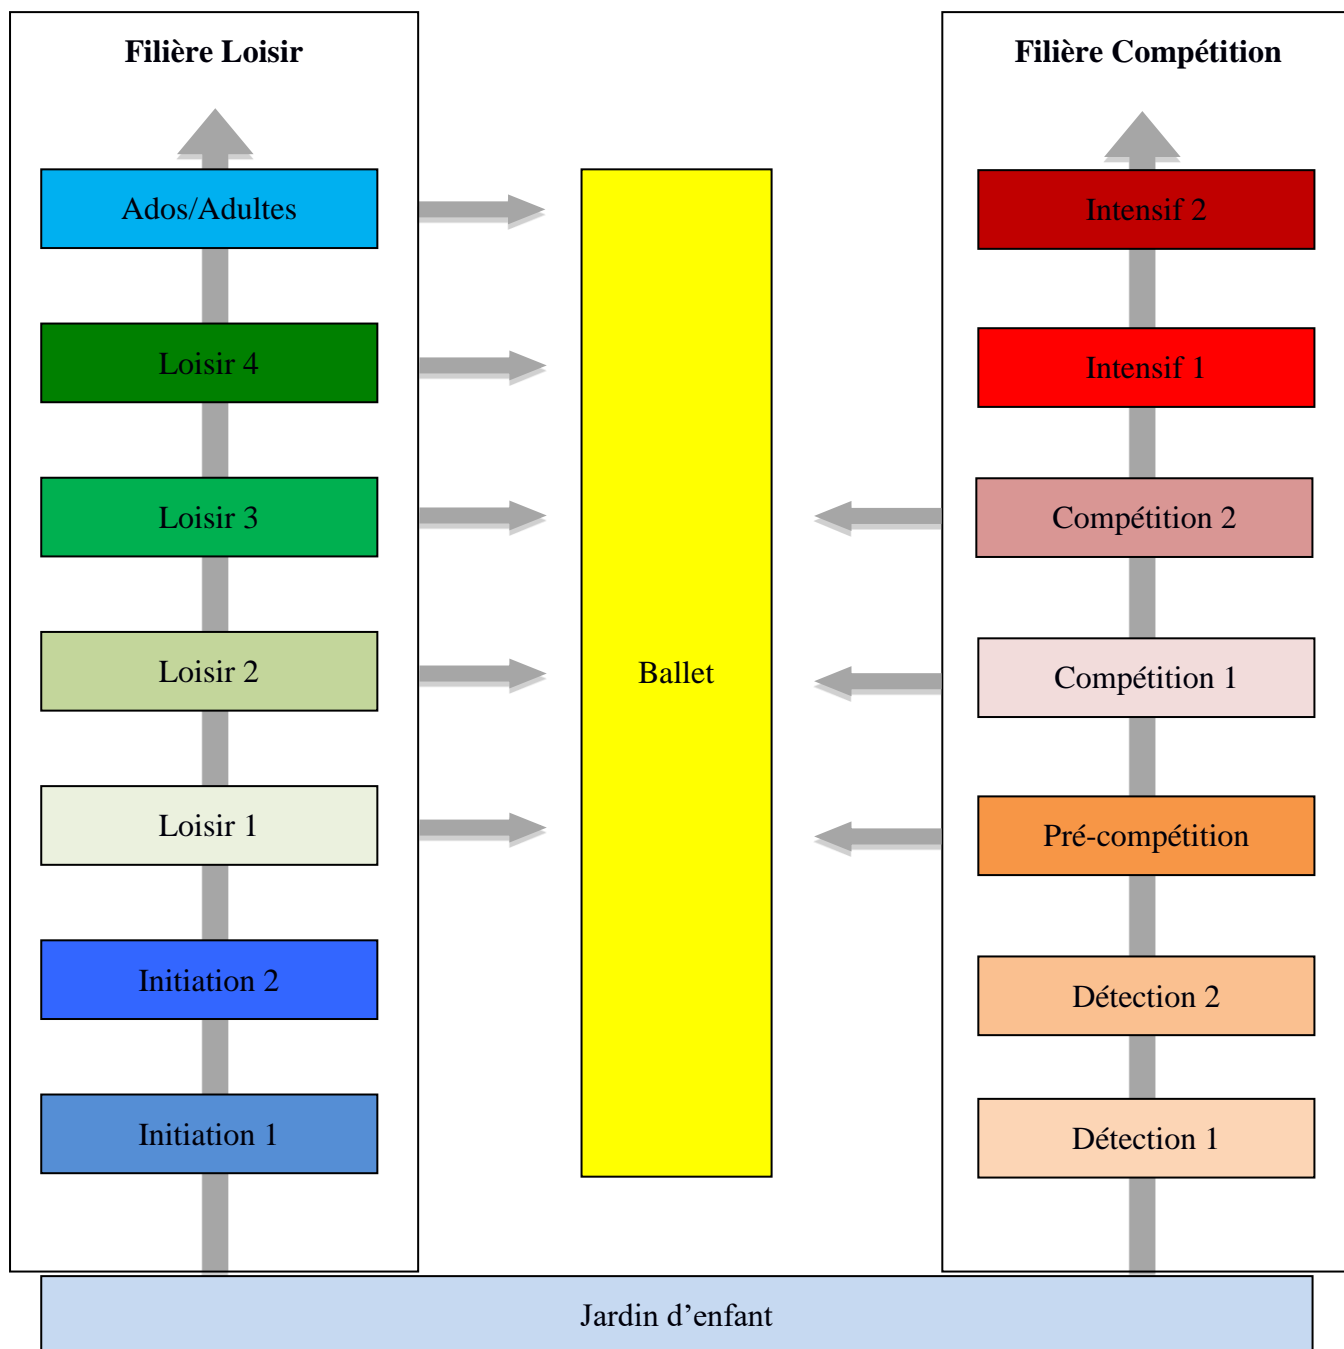 Filière Loisir
Ados/Adultes
Loisir 4
Loisir 3
Loisir 2
Loisir 1
Initiation 2
Initiation 1
Ballet
Filière Compétition
Intensif 2
Intensif 1
Compétition 2
Compétition 1
Pré-compétition
Détection 2
Détection 1
Jardin d’enfant